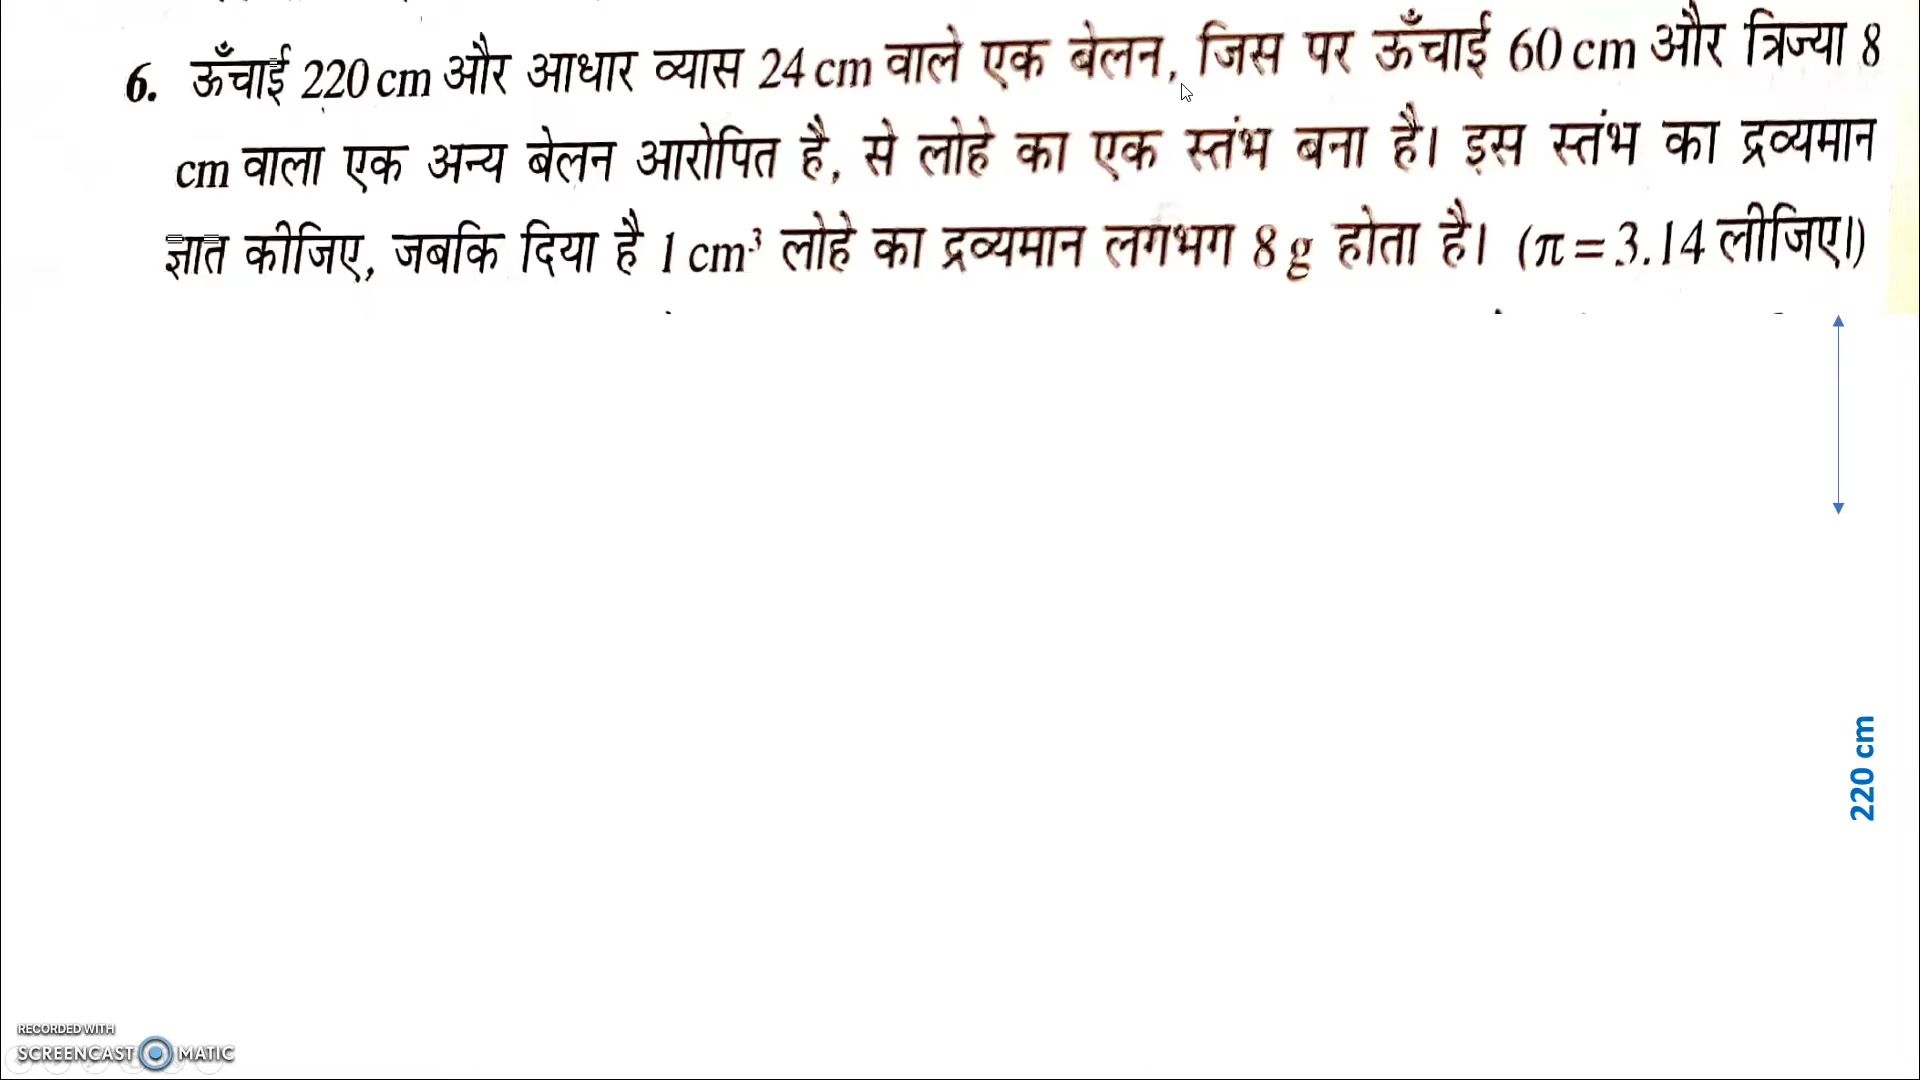 6. ऊँचाई 220 cm और आधार व्यास 24 cm वाले एक बेलन, जिस पर ऊँचाई 60 cm और त्रिज्या 8
cm वाला एक अन्य बेलन आरोपित है, से लोहे का एक स्तंभ बना है। इस स्तंभ का द्रव्यमान
ज्ञात कीजिए, जबकि दिया है 1 cm³ लोहे का द्रव्यमान लगभग 8 g होता है। (π = 3.14 लीजिए।)
220 cm
RECORDED WITH
SCREENCAST MATIC